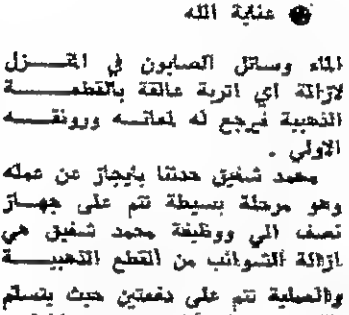 عناية الله
الماء وسائل الصابون في المنزل
لازالة اي اتربة عالقة بالقطعة
الذهبية فيرجع له لمعانه ورونقه
الاولي .
محمد شفيق حدثنا بايجاز عن عمله
وهو مرحلة بسيطة تتم على جهاز
نصف الي ووظيفة محمد شفيق هي
ازالة الشوائب من القطع الذهبية
والعملية تتم على دفعتين حيث يتسلم